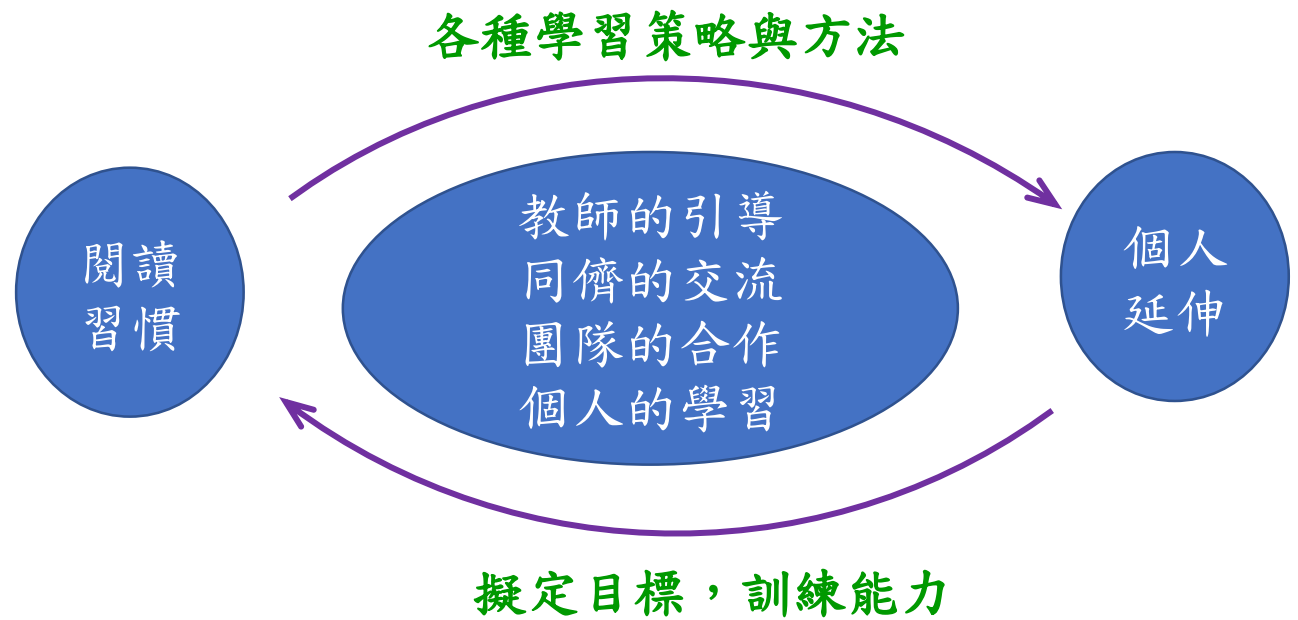 各種學習策略與方法
閱讀
習慣
教師的引導
同儕的交流
團隊的合作
個人的學習
個人
延伸
擬定目標，訓練能力